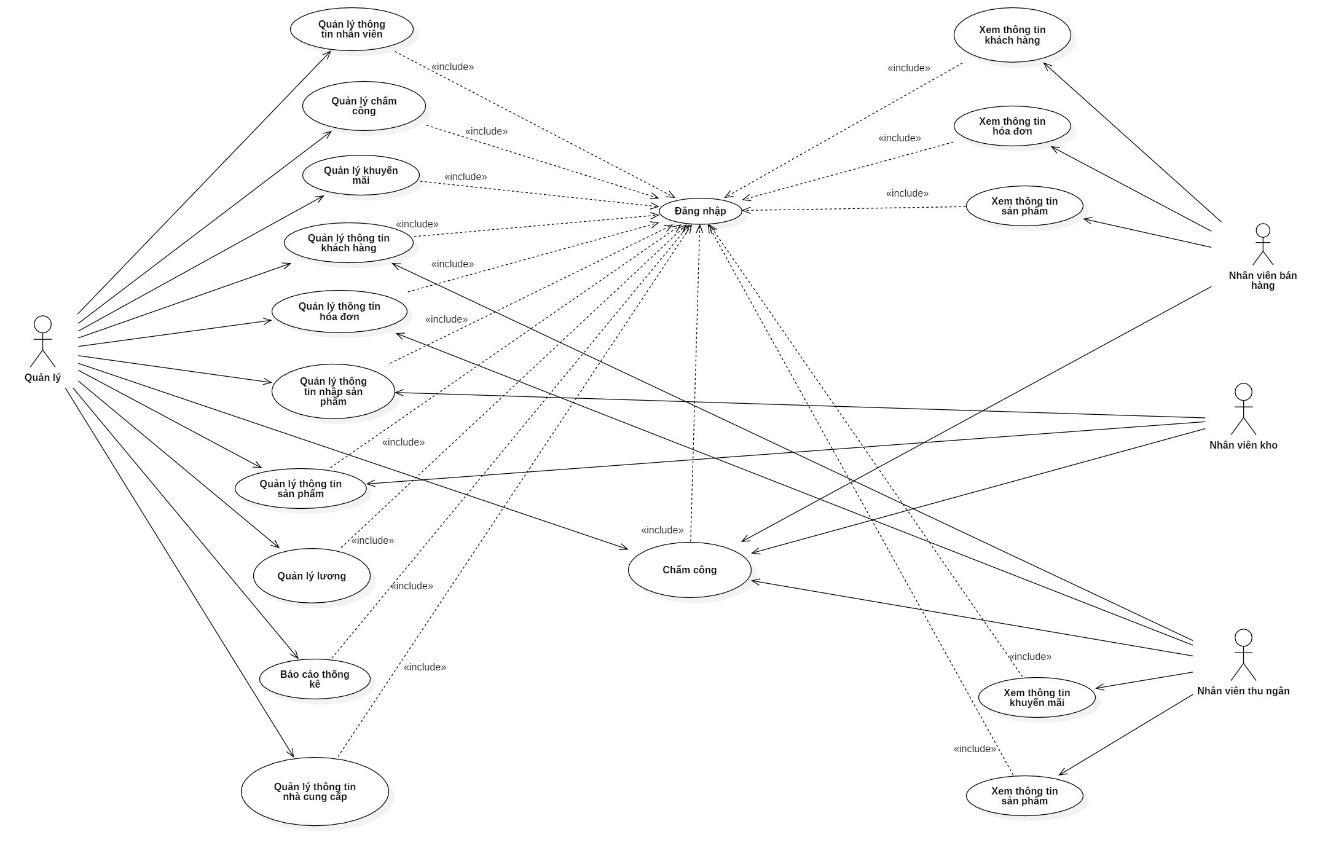 Quản lý thông
tin nhân viên
Xem thông tin
khách hàng
«include»
«include»
Quản lý chấm
công
Xem thông tin
hóa đơn
«include»
«include»
Quản lý khuyến
mãi
«include»
«include»
Xem thông tin
sản phẩm
Đăng nhập
«include»
Quản lý thông tin
khách hàng
«include»
Nhân viên bán
hàng
Quản lý thông tin
hóa đơn
«include»
Quản lý
Quản lý thông
tin nhập sản
phẩm
«include»
Nhân viên kho
Quản lý thông tin
sản phẩm
«include»
«include»
Quản lý lương
Chấm công
«include»
«include»
Báo cáo thống
kê
«include»
«include»
Xem thông tin
khuyến mãi
Nhân viên thu ngân
«include»
Quản lý thông tin
nhà cung cấp
Xem thông tin
sản phẩm